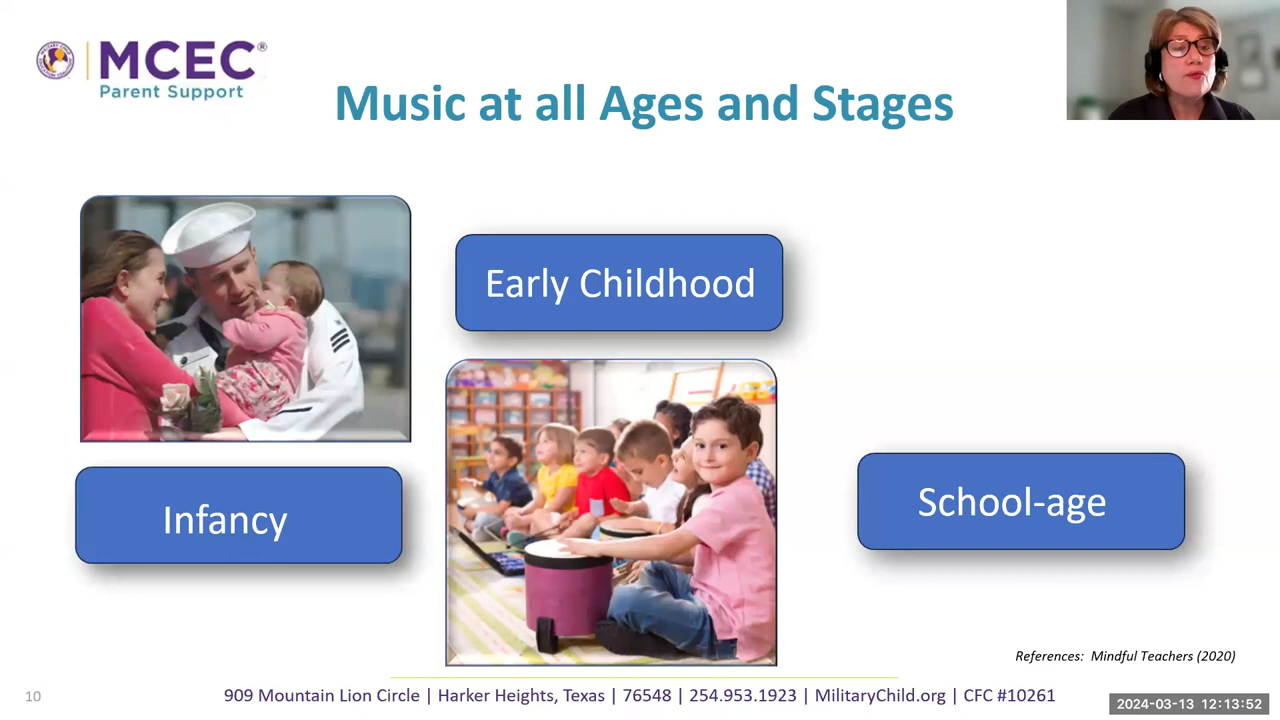 MCEC®
Parent Support
Music at all Ages and Stages
Early Childhood
Infancy
School-age
References: Mindful Teachers (2020)
10
909 Mountain Lion Circle | Harker Heights, Texas | 76548 | 254.953.1923 | MilitaryChild.org | CFC #10261
2024-03-13 12:13:52